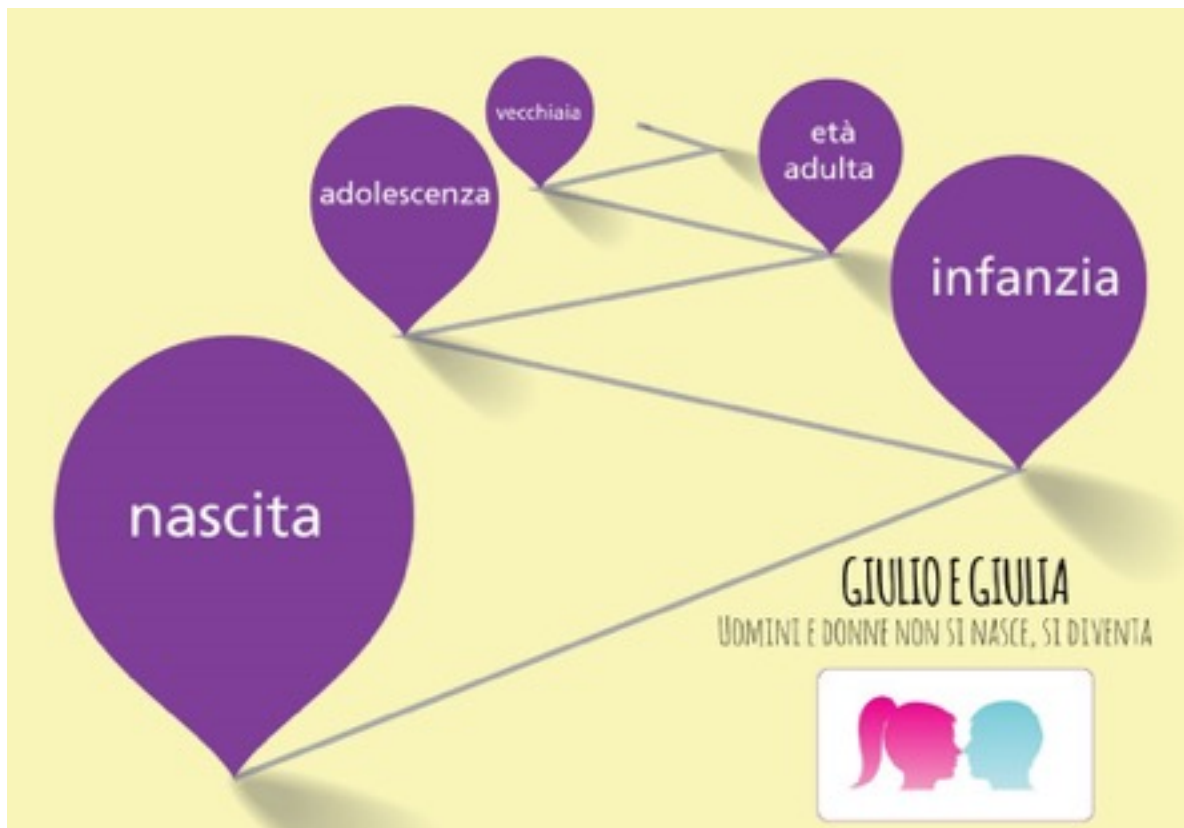 vecchiaia
età
adulta
adolescenza
infanzia
nascita
GIULIO E GIULIA
UOMINI E DONNE NON SI NASCE, SI DIVENTA